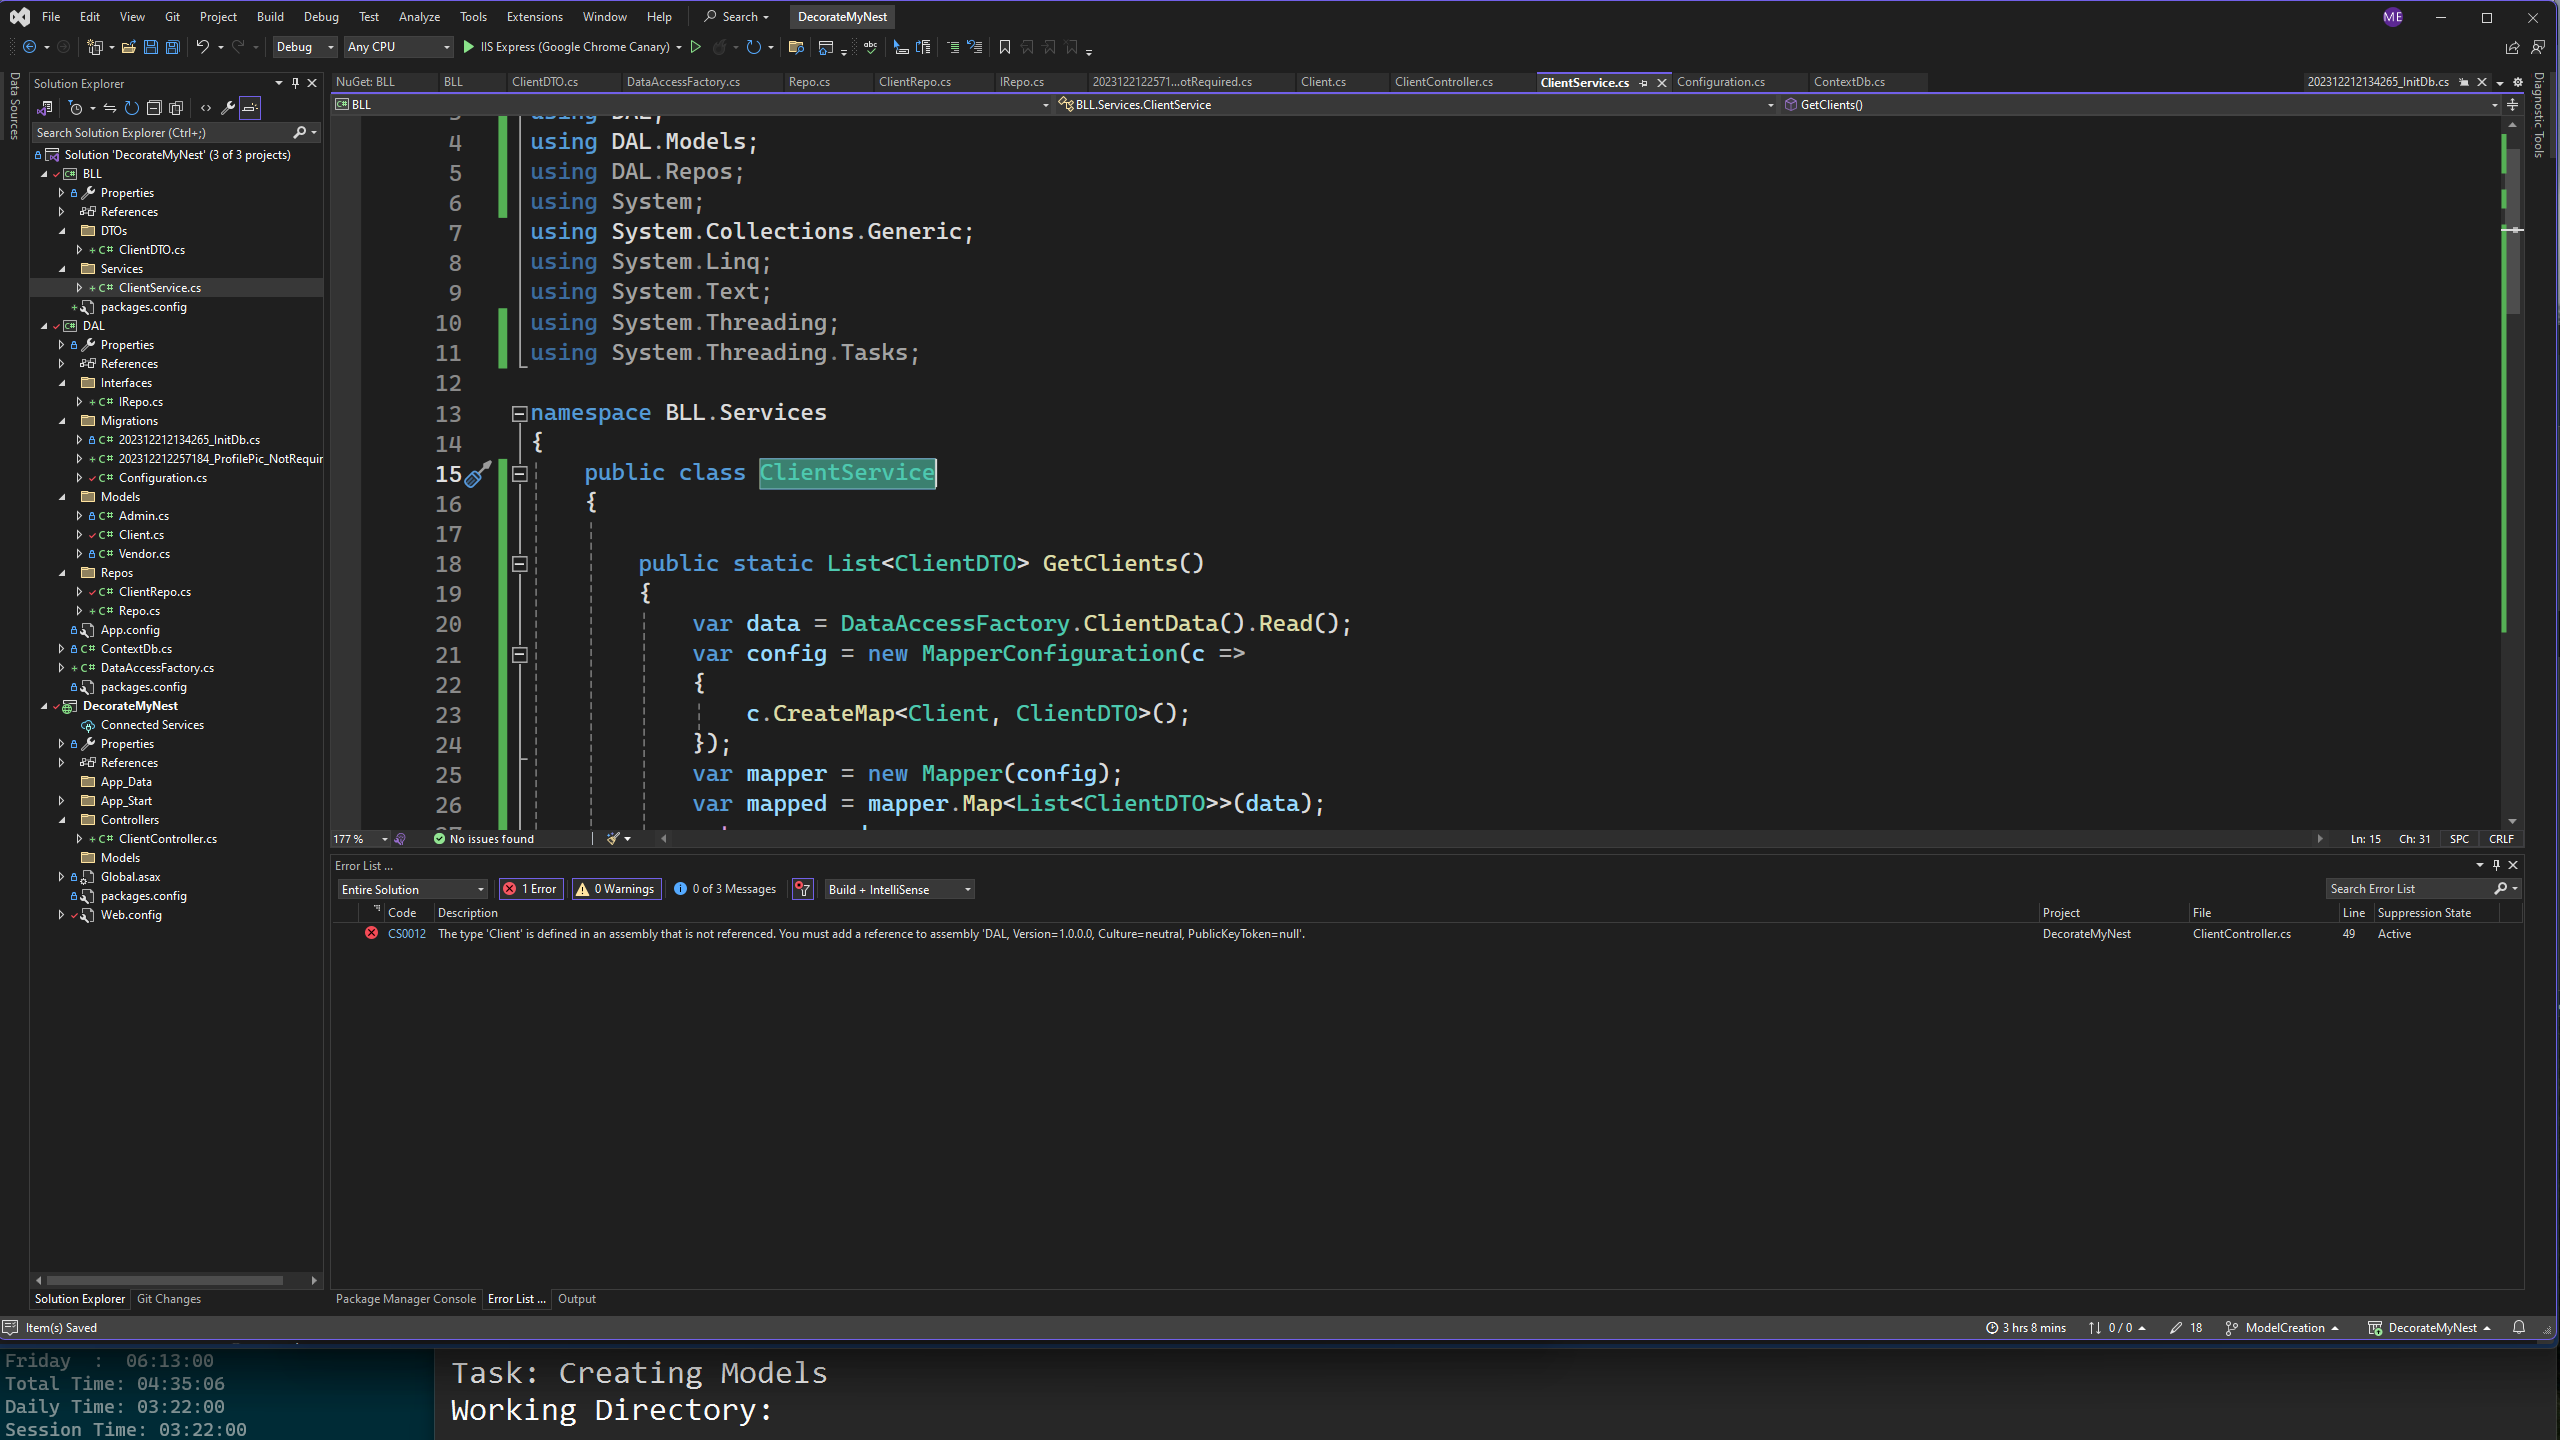 File Edit View Git Project Build Debug Test Analyze Tools Extensions Window Help Search DecorateMyNest ME
Debug Any CPU IIS Express (Google Chrome Canary)
Data Sources
Solution Explorer
Search Solution Explorer (Ctrl+;)
Solution 'DecorateMyNest' (3 of 3 projects)
BLL
Properties
References
DTOs
ClientDTO.cs
Services
ClientService.cs
packages.config
DAL
Properties
References
Interfaces
IRepo.cs
Migrations
202312212134265_InitDb.cs
202312212257184_ProfilePic_NotRequir
Configuration.cs
Models
Admin.cs
Client.cs
Vendor.cs
Repos
ClientRepo.cs
Repo.cs
App.config
ContextDb.cs
DataAccessFactory.cs
packages.config
DecorateMyNest
Connected Services
Properties
References
App_Data
App_Start
Controllers
ClientController.cs
Models
Global.asax
packages.config
Web.config
Solution Explorer Git Changes
NuGet: BLL BLL ClientDTO.cs DataAccessFactory.cs Repo.cs ClientRepo.cs IRepo.cs 2023122122571...otRequired.cs Client.cs ClientController.cs ClientService.cs Configuration.cs ContextDb.cs 202312212134265_InitDb.cs
Diagnostic Tools
BLL BLL.Services.ClientService GetClients()
3 using DAL;
4 using DAL.Models;
5 using DAL.Repos;
6 using System;
7 using System.Collections.Generic;
8 using System.Linq;
9 using System.Text;
10 using System.Threading;
11 using System.Threading.Tasks;
12
13 namespace BLL.Services
14 {
15 public class ClientService
16 {
17
18 public static List<ClientDTO> GetClients()
19 {
20 var data = DataAccessFactory.ClientData().Read();
21 var config = new MapperConfiguration(c =>
22 {
23 c.CreateMap<Client, ClientDTO>();
24 });
25 var mapper = new Mapper(config);
26 var mapped = mapper.Map<List<ClientDTO>>(data);
177 % No issues found Ln: 15 Ch: 31 SPC CRLF
Error List ...
Entire Solution 1 Error 0 Warnings 0 of 3 Messages Build + IntelliSense Search Error List
Code Description Project File Line Suppression State
CS0012 The type 'Client' is defined in an assembly that is not referenced. You must add a reference to assembly 'DAL, Version=1.0.0.0, Culture=neutral, PublicKeyToken=null'. DecorateMyNest ClientController.cs 49 Active
Package Manager Console Error List ... Output
Item(s) Saved 3 hrs 8 mins 0 / 0 18 ModelCreation DecorateMyNest
Friday : 06:13:00
Total Time: 04:35:06
Daily Time: 03:22:00
Session Time: 03:22:00
Task: Creating Models
Working Directory: